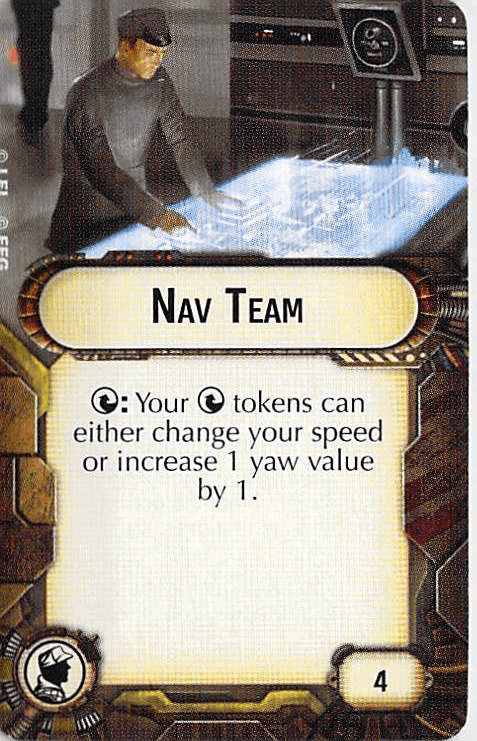 © LFL © FFG
NAV TEAM
: Your tokens can
either change your speed
or increase 1 yaw value
by 1.
4